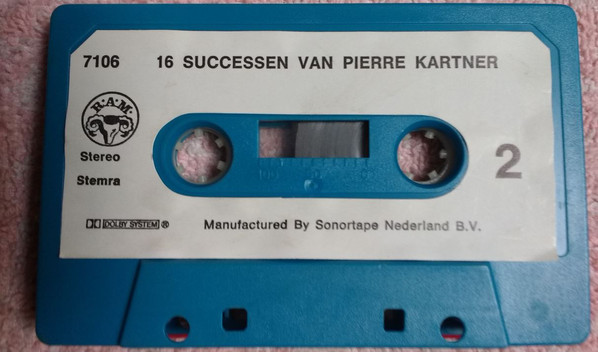 7106 16 SUCCESSEN VAN PIERRE KARTNER
R.A.M.
Stereo
Stemra
2
DOLBY SYSTEM ®
Manufactured By Sonortape Nederland B.V.